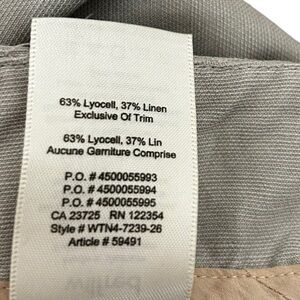 63% Lyocell, 37% Linen
Exclusive Of Trim
63% Lyocell, 37% Lin
Aucune Garniture Comprise
P.O. # 4500055993
P.O. # 4500055994
P.O. # 4500055995
CA 23725 RN 122354
Style # WTN4-7239-26
Article # 59491
wilfred